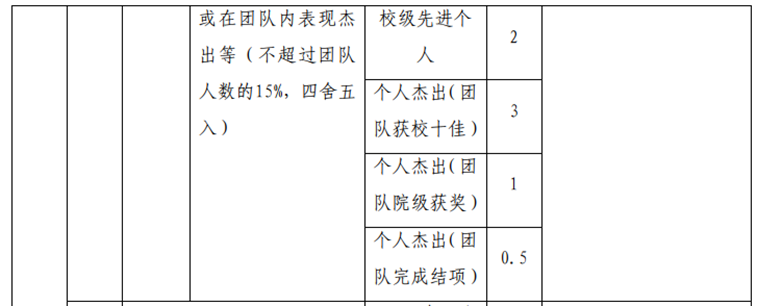 或在团队内表现杰
出等（不超过团队
人数的15%，四舍五
入）
校级先进个
人
2
个人杰出（团
队获校十佳）
3
个人杰出（团
队院级获奖）
1
个人杰出（团
队完成结项）
0.5